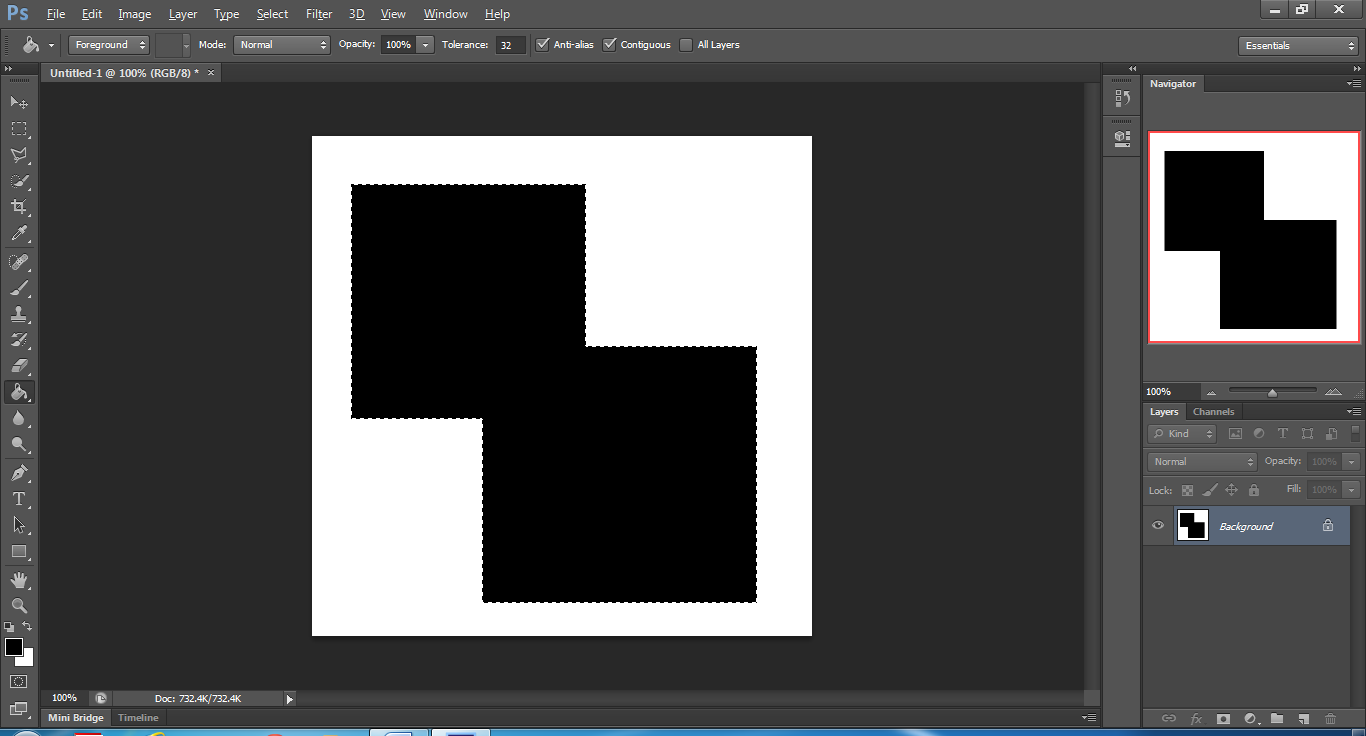 Ps File Edit Image Layer Type Select Filter 3D View Window Help
Foreground Mode: Normal Opacity: 100% Tolerance: 32 Anti-alias Contiguous All Layers Essentials
Untitled-1 @ 100% (RGB/8) * ×
Navigator
100%
Layers Channels
Kind
Normal Opacity: 100%
Lock: Fill: 100%
Background
T
100% Doc: 732.4K/732.4K
fx
Mini Bridge Timeline